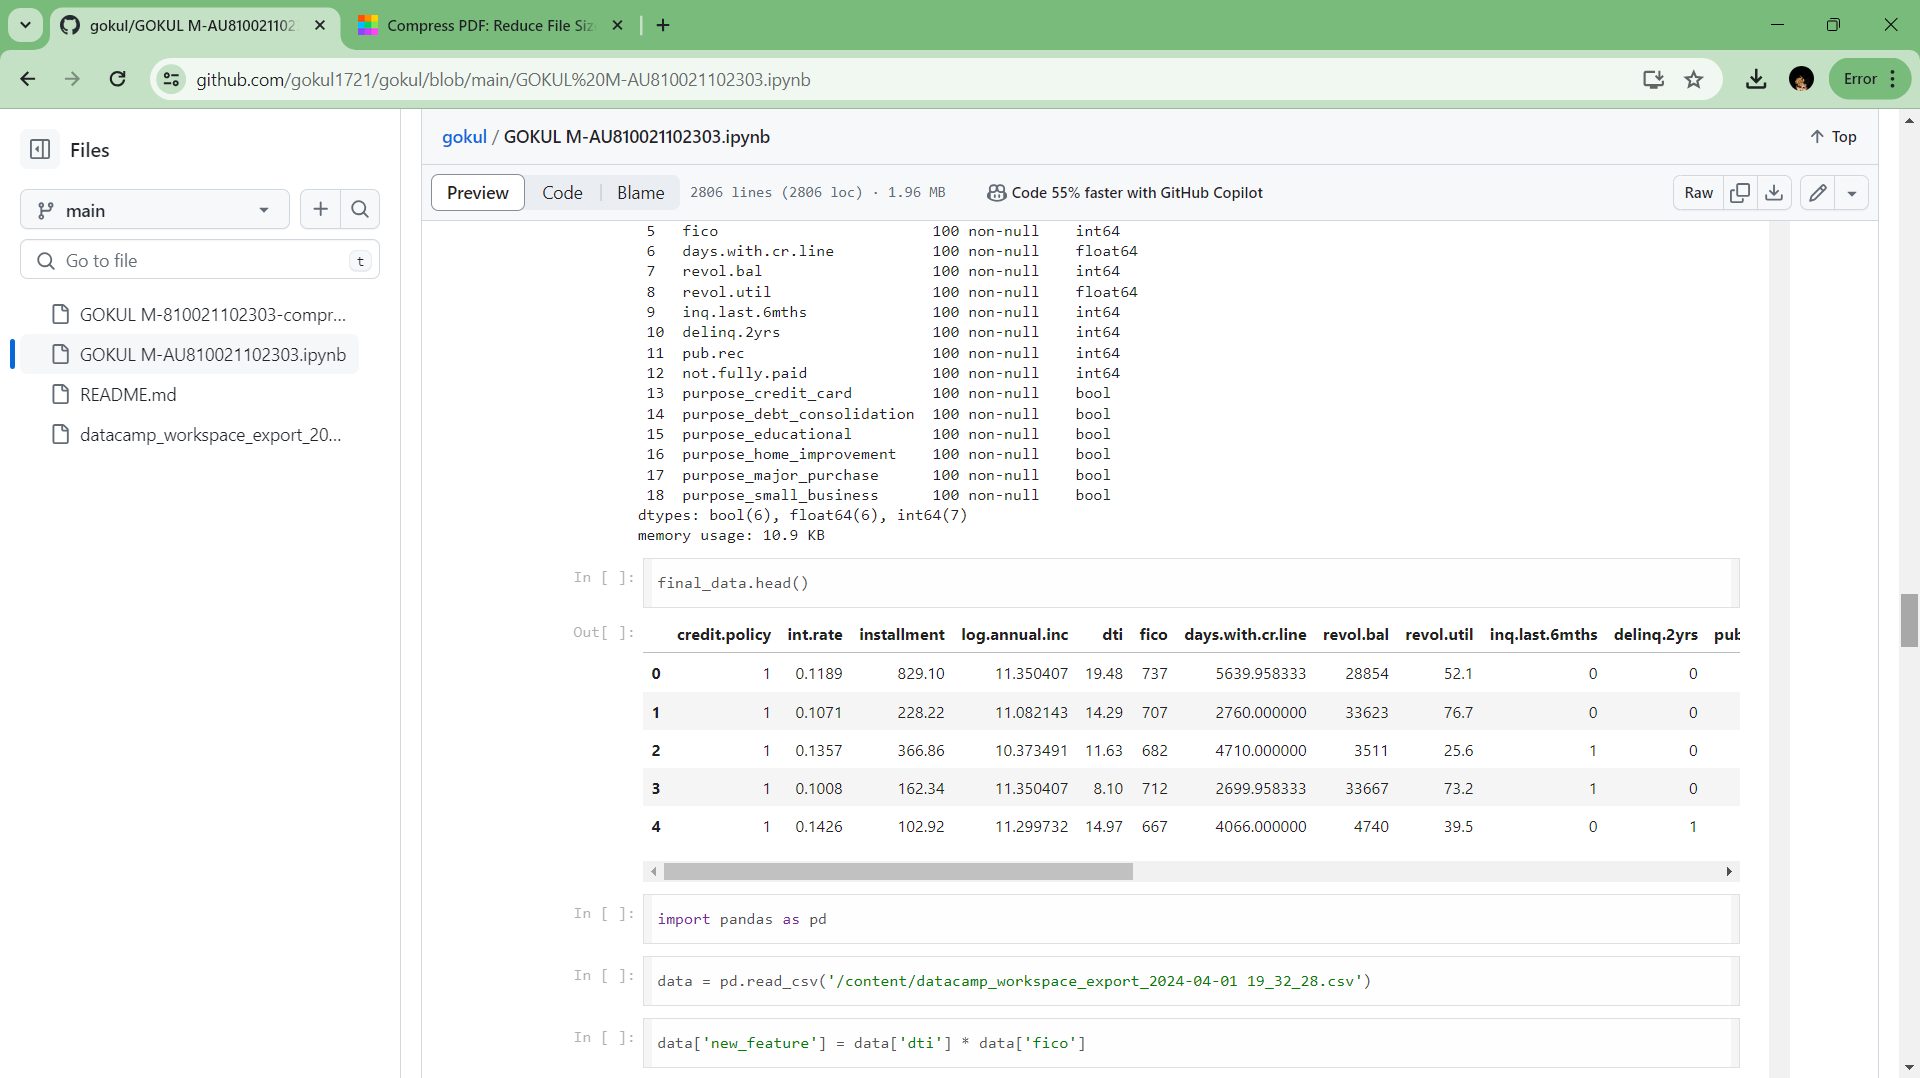 gokul/GOKUL M-AU810021102
Compress PDF: Reduce File Siz
github.com/gokul1721/gokul/blob/main/GOKUL%20M-AU810021102303.ipynb
Error
Files
gokul / GOKUL M-AU810021102303.ipynb
Top
Preview Code Blame 2806 lines (2806 loc) · 1.96 MB Code 55% faster with GitHub Copilot Raw
main
Go to file t
GOKUL M-810021102303-compr...
GOKUL M-AU810021102303.ipynb
README.md
datacamp_workspace_export_20...
5 fico 100 non-null int64
6 days.with.cr.line 100 non-null float64
7 revol.bal 100 non-null int64
8 revol.util 100 non-null float64
9 inq.last.6mths 100 non-null int64
10 delinq.2yrs 100 non-null int64
11 pub.rec 100 non-null int64
12 not.fully.paid 100 non-null int64
13 purpose_credit_card 100 non-null bool
14 purpose_debt_consolidation 100 non-null bool
15 purpose_educational 100 non-null bool
16 purpose_home_improvement 100 non-null bool
17 purpose_major_purchase 100 non-null bool
18 purpose_small_business 100 non-null bool
dtypes: bool(6), float64(6), int64(7)
memory usage: 10.9 KB
In [ ]: final_data.head()
Out[ ]: credit.policy int.rate installment log.annual.inc dti fico days.with.cr.line revol.bal revol.util inq.last.6mths delinq.2yrs pub
0 1 0.1189 829.10 11.350407 19.48 737 5639.958333 28854 52.1 0 0
1 1 0.1071 228.22 11.082143 14.29 707 2760.000000 33623 76.7 0 0
2 1 0.1357 366.86 10.373491 11.63 682 4710.000000 3511 25.6 1 0
3 1 0.1008 162.34 11.350407 8.10 712 2699.958333 33667 73.2 1 0
4 1 0.1426 102.92 11.299732 14.97 667 4066.000000 4740 39.5 0 1
In [ ]: import pandas as pd
In [ ]: data = pd.read_csv('/content/datacamp_workspace_export_2024-04-01 19_32_28.csv')
In [ ]: data['new_feature'] = data['dti'] * data['fico']